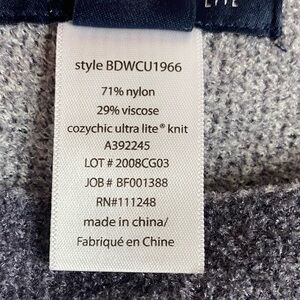 LITE
style BDWCU1966
71% nylon
29% viscose
cozychic ultra lite® knit
A392245
LOT # 2008CG03
JOB # BF001388
RN#111248
made in china/
Fabriqué en Chine